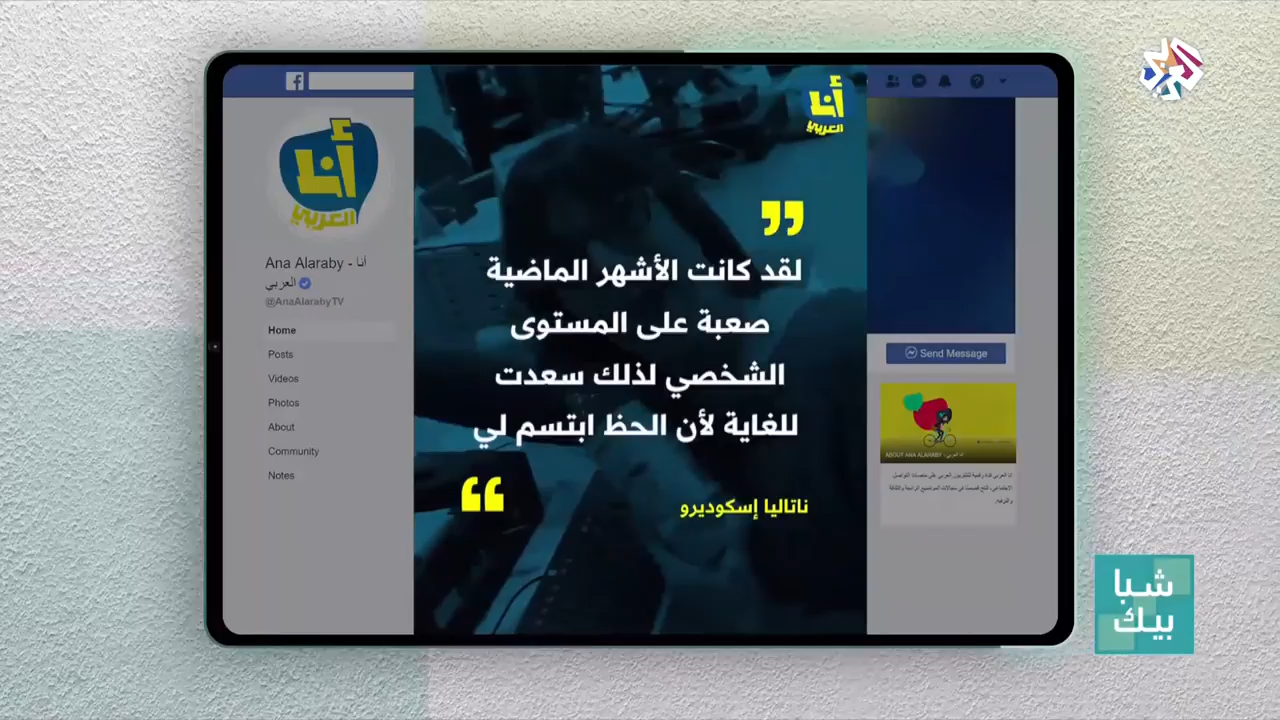 أنا
العربي
Ana Alaraby - أنا
العربي
@AnaAlarabyTV
Home
Posts
Videos
Photos
About
Community
Notes
أنا
العربي
"
لقد كانت الأشهر الماضية
صعبة على المستوى
الشخصي لذلك سعدت
للغاية لأن الحظ ابتسم لي
"
ناتاليا إسكوديرو
Send Message
ABOUT ANA ALARABY - أنا العربي
شبا
بيك